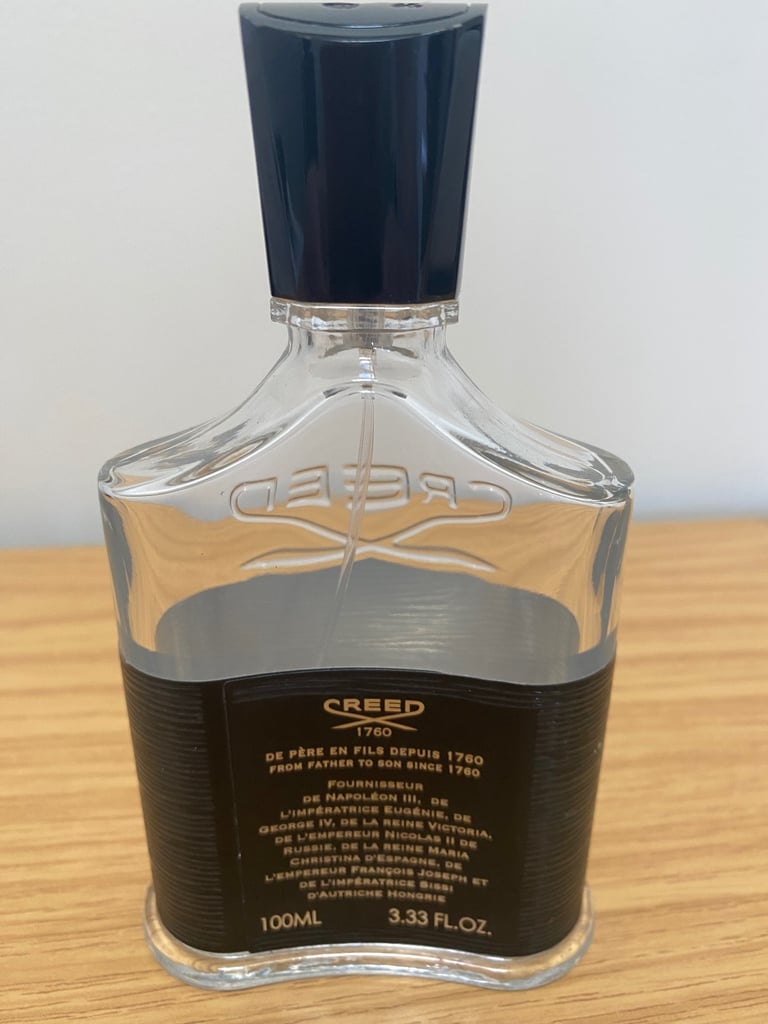 CREED
CREED
1760
DE PÈRE EN FILS DEPUIS 1760
FROM FATHER TO SON SINCE 1760
FOURNISSEUR
DE NAPOLÉON III, DE
L'IMPÉRATRICE EUGÉNIE, DE
GEORGE IV, DE LA REINE VICTORIA,
DE L'EMPEREUR NICOLAS II DE
RUSSIE, DE LA REINE MARIA
CHRISTINA D'ESPAGNE, DE
L'EMPEREUR FRANÇOIS JOSEPH ET
DE L'IMPÉRATRICE SISSI
D'AUTRICHE HONGRIE
100ML 3.33 FL.OZ.